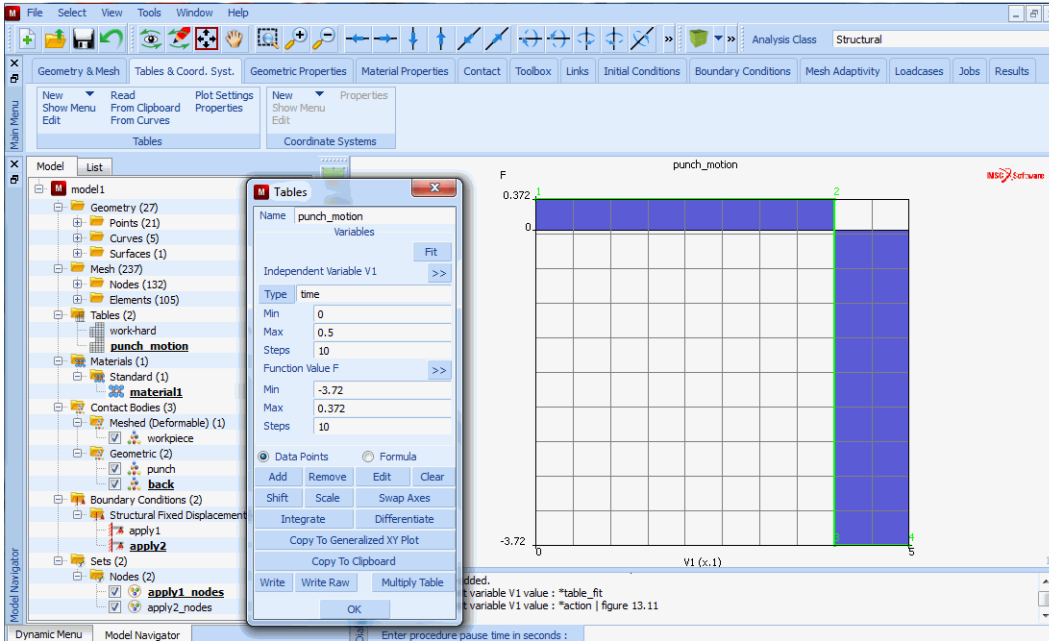 File Select View Tools Window Help
Analysis Class Structural
Geometry & Mesh Tables & Coord. Syst. Geometric Properties Material Properties Contact Toolbox Links Initial Conditions Boundary Conditions Mesh Adaptivity Loadcases Jobs Results
Main Menu
New Read Plot Settings New Properties
Show Menu From Clipboard Properties Show Menu
Edit From Curves Edit
Tables Coordinate Systems
Model List
Model Navigator
model1
Geometry (27)
Points (21)
Curves (5)
Surfaces (1)
Mesh (237)
Nodes (132)
Elements (105)
Tables (2)
work-hard
punch_motion
Materials (1)
Standard (1)
material1
Contact Bodies (3)
Meshed (Deformable) (1)
workpiece
Geometric (2)
punch
back
Boundary Conditions (2)
Structural Fixed Displacement
apply1
apply2
Sets (2)
Nodes (2)
apply1_nodes
apply2_nodes
Dynamic Menu Model Navigator
Tables
Name punch_motion
Variables
Fit
Independent Variable V1 >>
Type time
Min 0
Max 0.5
Steps 10
Function Value F >>
Min -3.72
Max 0.372
Steps 10
Data Points Formula
Add Remove Edit Clear
Shift Scale Swap Axes
Integrate Differentiate
Copy To Generalized XY Plot
Copy To Clipboard
Write Write Raw Multiply Table
OK
punch_motion
F
MSC Software
0.372 1 2
0
-3.72 4
0 5
V1 (x.1)
1
dded.
t variable V1 value : *table_fit
t variable V1 value : *action | figure 13.11
Enter procedure pause time in seconds :